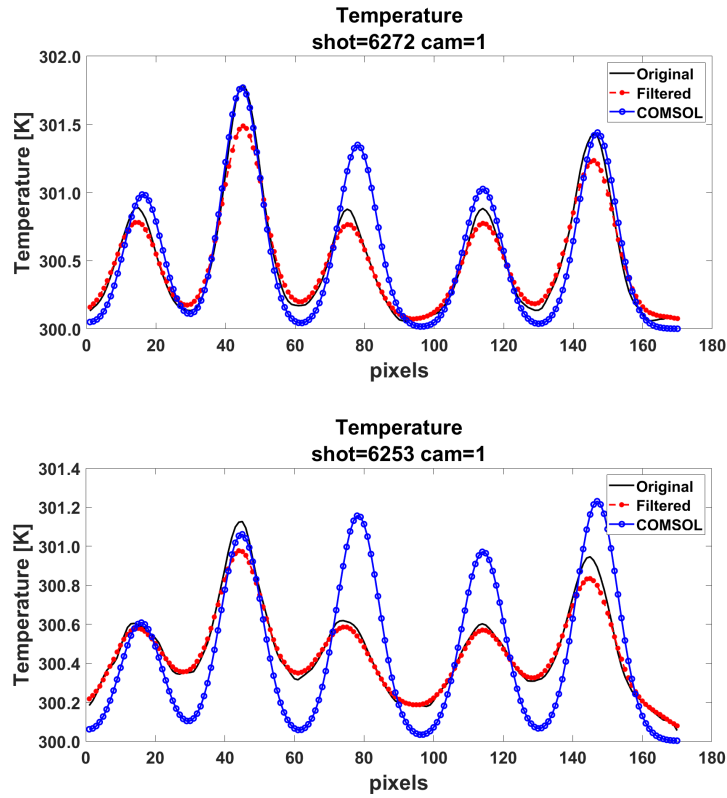 Temperature
shot=6272 cam=1
302.0
301.5
301.0
300.5
300.0
Temperature [K]
Original
Filtered
COMSOL
0 20 40 60 80 100 120 140 160 180
pixels
Temperature
shot=6253 cam=1
301.4
301.2
301.0
300.8
300.6
300.4
300.2
300.0
Temperature [K]
Original
Filtered
COMSOL
0 20 40 60 80 100 120 140 160 180
pixels